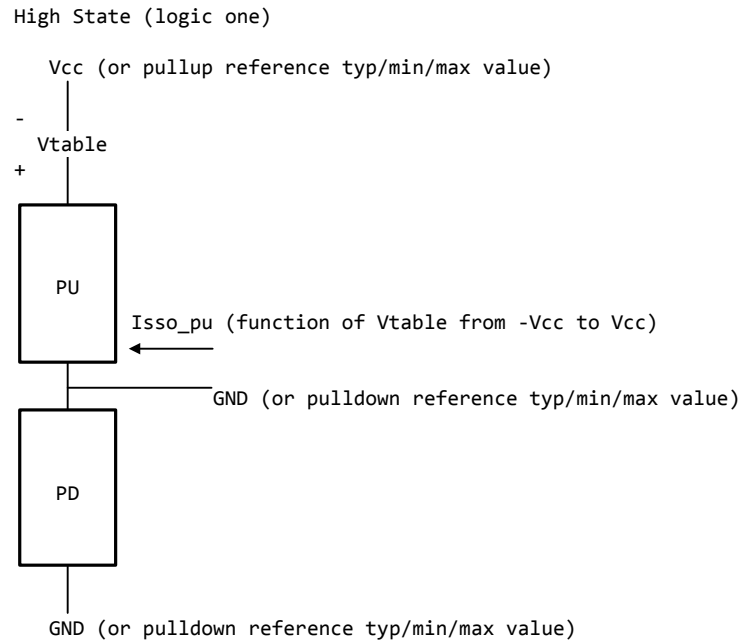 High State (logic one)
Vcc (or pullup reference typ/min/max value)
-
Vtable
+
PU
Isso_pu (function of Vtable from -Vcc to Vcc)
GND (or pulldown reference typ/min/max value)
PD
GND (or pulldown reference typ/min/max value)